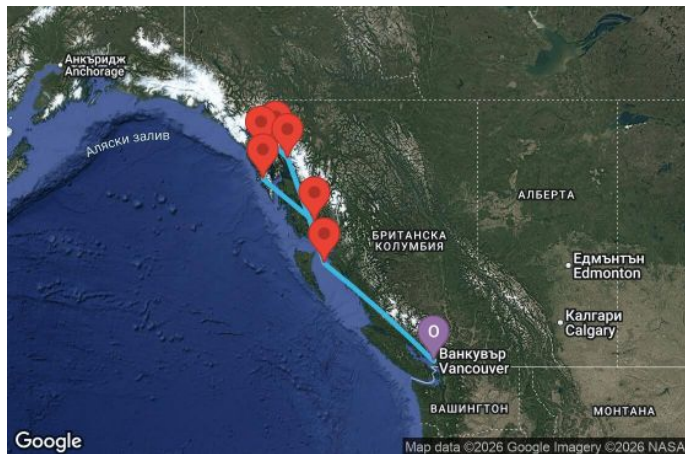 Анкъридж
Anchorage
Аляски залив
АЛБЕРТА
БРИТАНСКА
КОЛУМБИЯ
Едмънтън
Edmonton
Калгари
Calgary
O
Ванкувър
Vancouver
ВАШИНГТОН
МОНТАНА
Google
Map data ©2026 Google Imagery ©2026 NASA